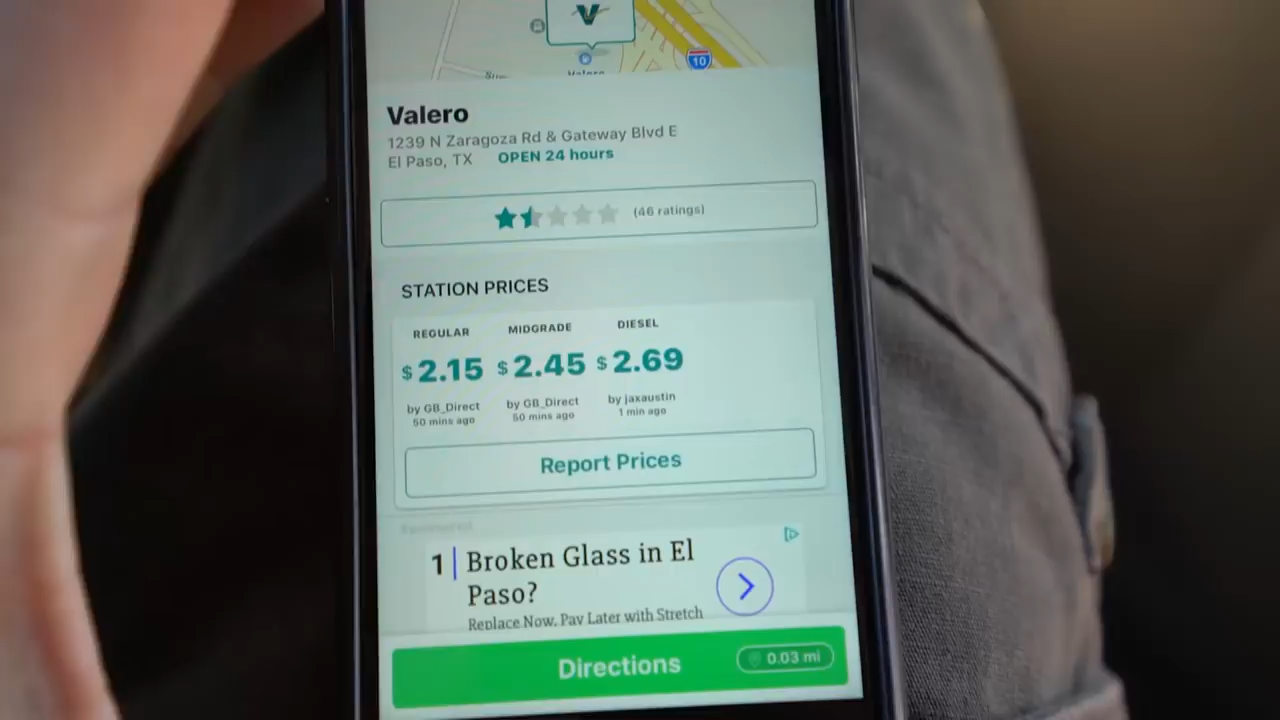 V
10
Valero
Valero
1239 N Zaragoza Rd & Gateway Blvd E
El Paso, TX OPEN 24 hours
(46 ratings)
STATION PRICES
REGULAR MIDGRADE DIESEL
$2.15 $2.45 $2.69
by GB_Direct by GB_Direct by jaxaustin
50 mins ago 50 mins ago 1 min ago
Report Prices
Sponsored
1 Broken Glass in El
Paso?
Replace Now, Pay Later with Stretch
Directions 0.03 mi